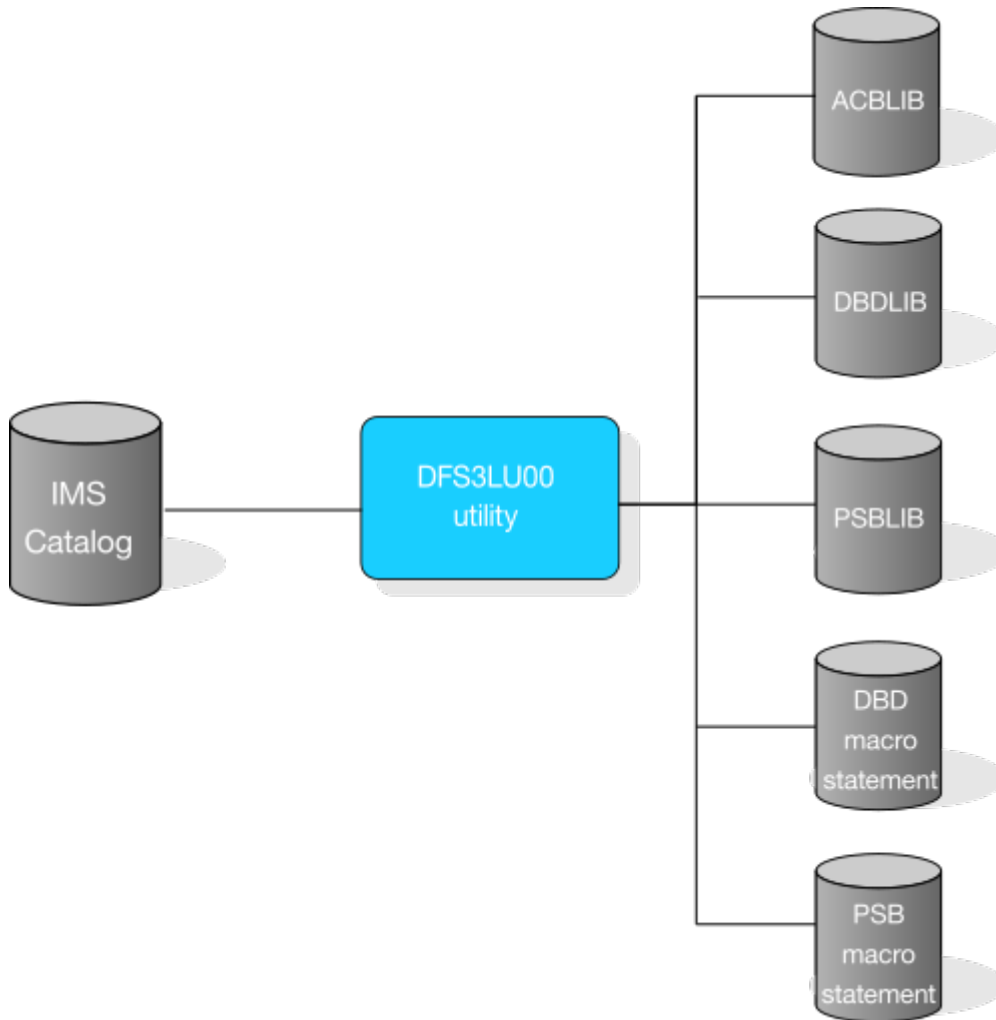 ACBLIB
DBDLIB
IMS
Catalog
DFS3LU00
utility
PSBLIB
DBD
macro
statement
PSB
macro
statement